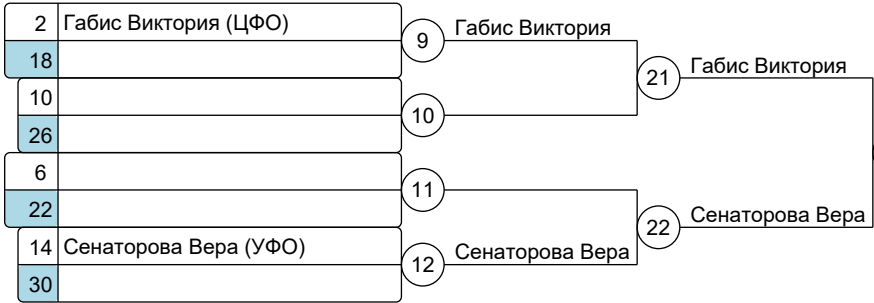 2 Габис Виктория (ЦФО)
18
9 Габис Виктория
10
26
10
21 Габис Виктория
6
22
11
14 Сенаторова Вера (УФО)
30
12 Сенаторова Вера
22 Сенаторова Вера